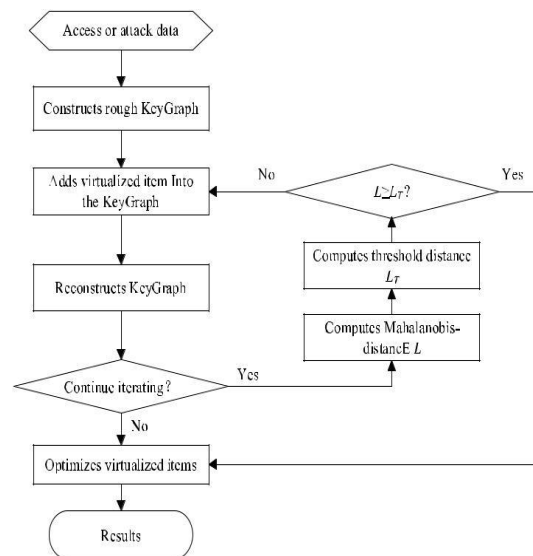 Access or attack data
Constructs rough KeyGraph
Adds virtualized item Into
the KeyGraph
No
L≥L_T?
Yes
Computes threshold distance
L_T
Reconstructs KeyGraph
Computes Mahalanobis-
distancE L
Continue iterating?
Yes
No
Optimizes virtualized items
Results